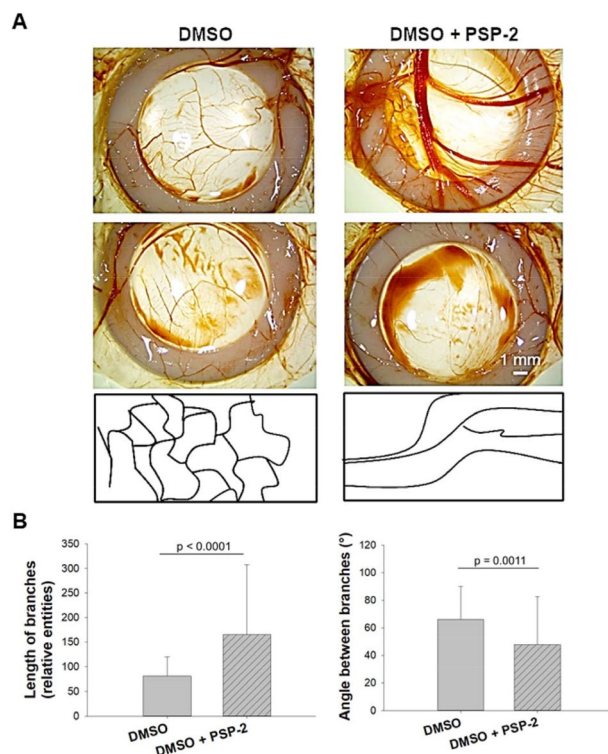 A
DMSO
DMSO + PSP-2
1 mm
B
Length of branches
(relative entities)
350
300
250
200
150
100
50
0
p < 0.0001
DMSO
DMSO + PSP-2
Angle between branches (°)
120
100
80
60
40
20
0
p = 0.0011
DMSO
DMSO + PSP-2